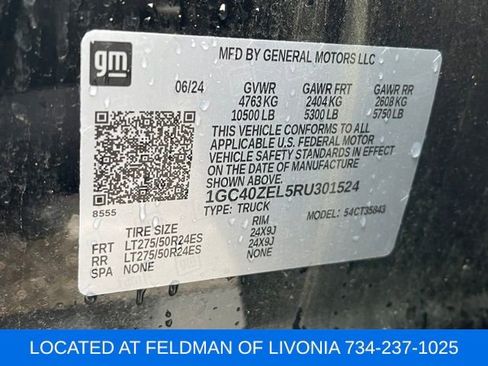 gm
MFD BY GENERAL MOTORS LLC
06/24 GVWR GAWR FRT GAWR RR
4763 KG 2404 KG 2608 KG
10500 LB 5300 LB 5750 LB
THIS VEHICLE CONFORMS TO ALL
APPLICABLE U.S. FEDERAL MOTOR
VEHICLE SAFETY STANDARDS IN EFFECT
ON THE DATE OF MANUFACTURE
SHOWN ABOVE.
1GC40ZEL5RU301524
8555 TYPE: TRUCK MODEL: 54CT35843
TIRE SIZE RIM
FRT LT275/50R24ES 24X9J
RR LT275/50R24ES 24X9J
SPA NONE NONE
LOCATED AT FELDMAN OF LIVONIA 734-237-1025